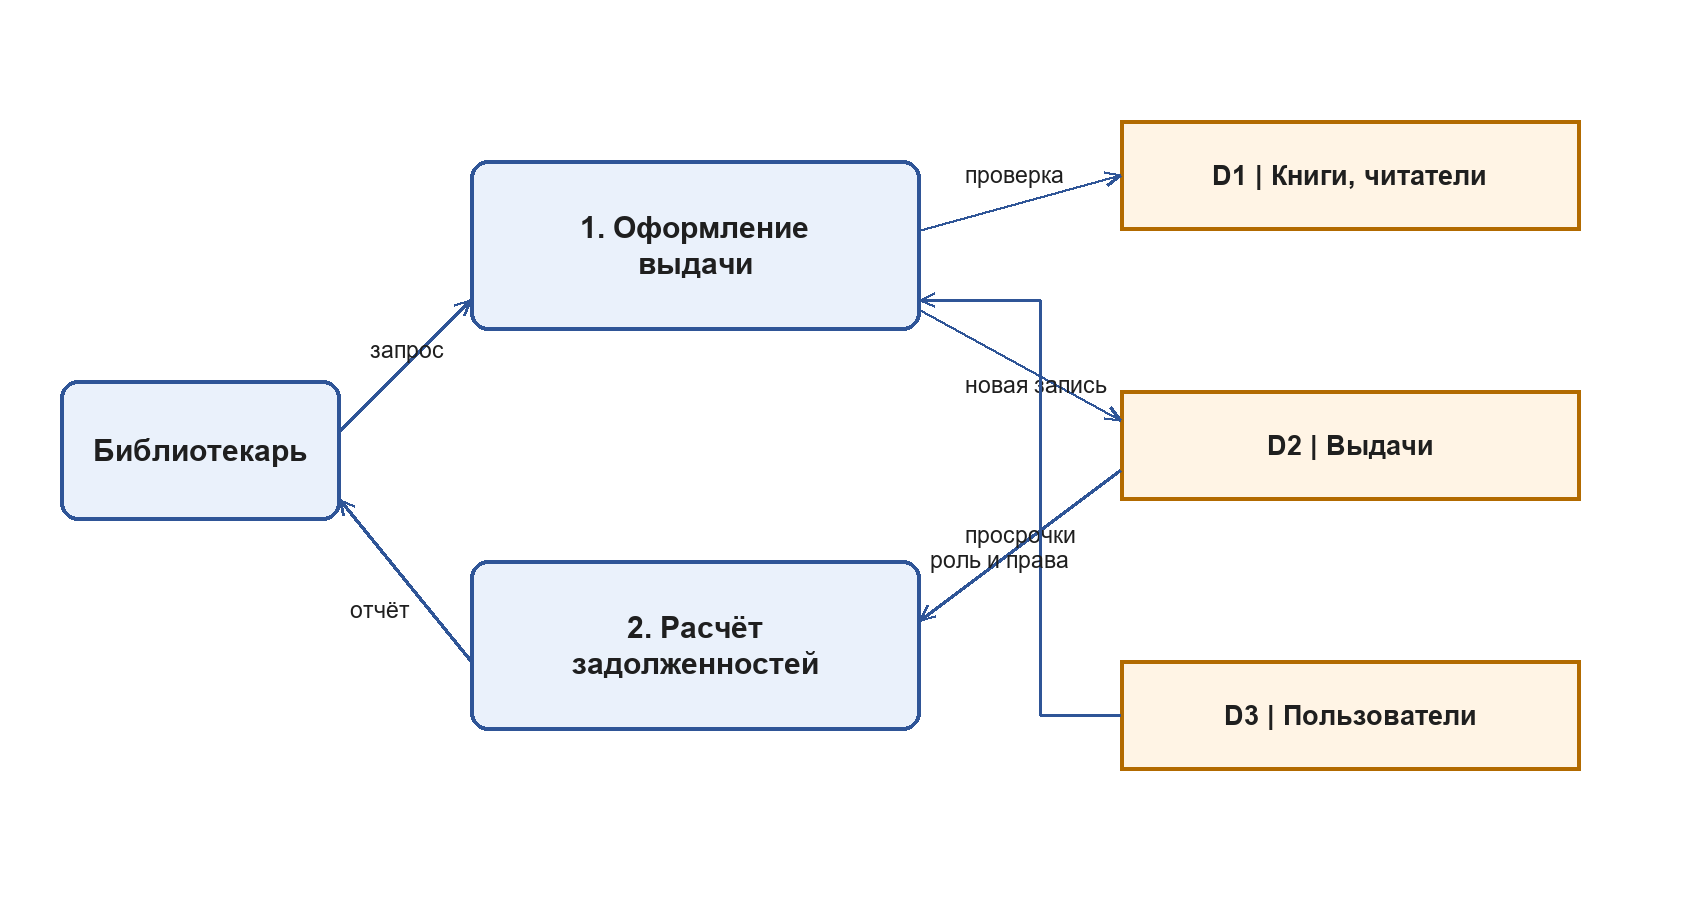 проверка
D1 | Книги, читатели
1. Оформление
выдачи
запрос
новая запись
Библиотекарь
D2 | Выдачи
просрочки
роль и права
отчёт
2. Расчёт
задолженностей
D3 | Пользователи